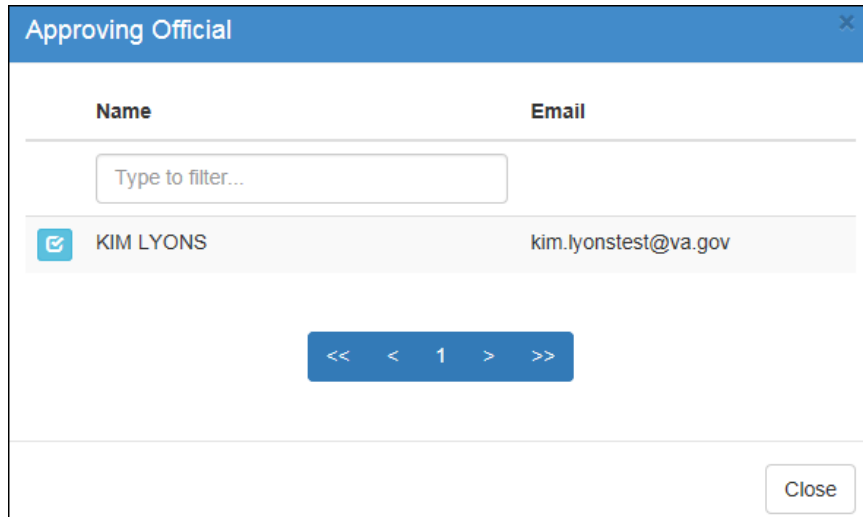 Approving Official ×
Name Email
Type to filter...
KIM LYONS kim.lyonstest@va.gov
<< < 1 > >>
Close